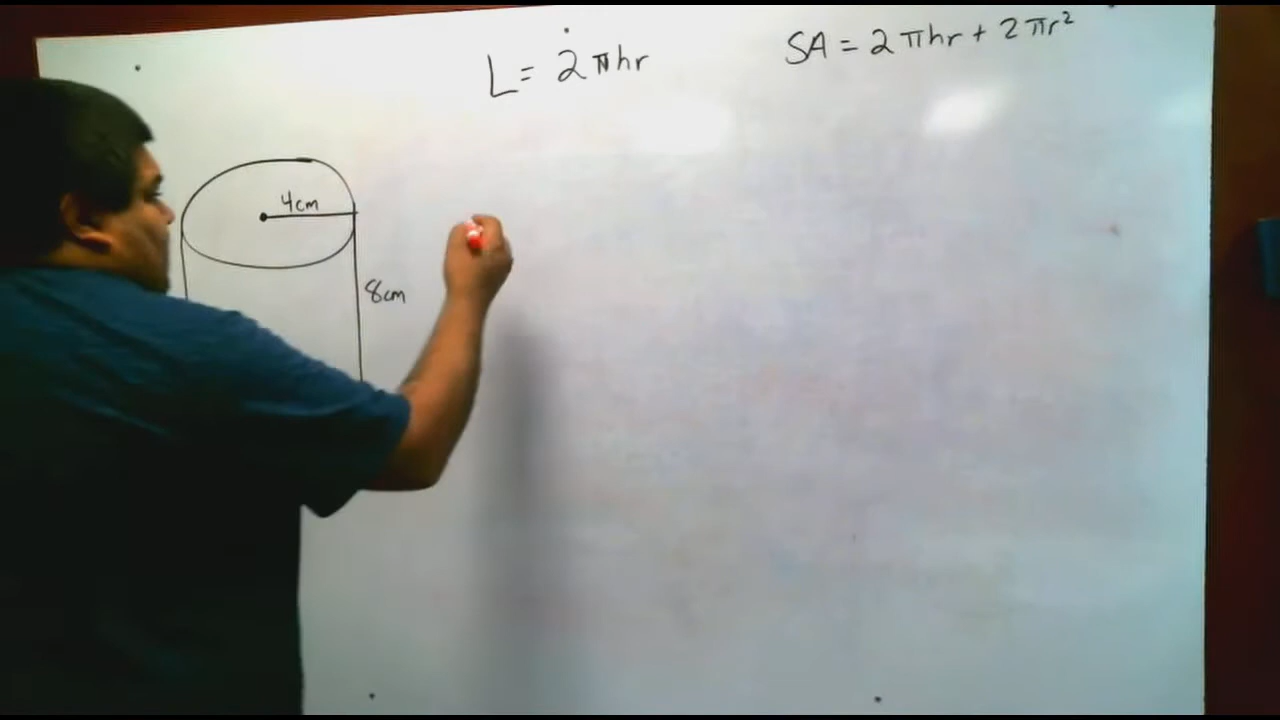 L = 2πhr
SA = 2πhr + 2πr²
4cm
8cm